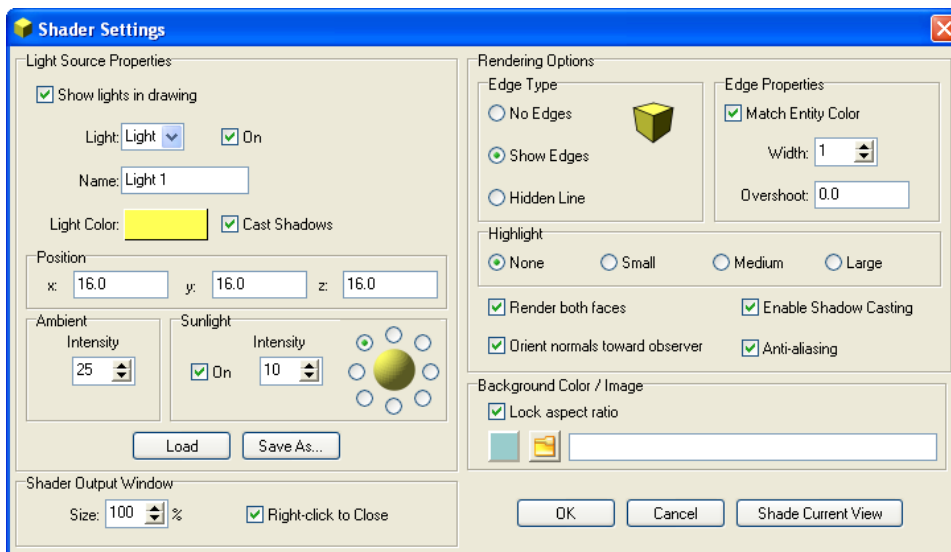 Shader Settings
Light Source Properties
Show lights in drawing
Light: Light On
Name: Light 1
Light Color: Cast Shadows
Position
x: 16.0 y: 16.0 z: 16.0
Ambient
Intensity
25
Sunlight
Intensity
On 10
Load Save As...
Shader Output Window
Size: 100 % Right-click to Close
Rendering Options
Edge Type
No Edges
Show Edges
Hidden Line
Edge Properties
Match Entity Color
Width: 1
Overshoot: 0.0
Highlight
None Small Medium Large
Render both faces Enable Shadow Casting
Orient normals toward observer Anti-aliasing
Background Color / Image
Lock aspect ratio
OK Cancel Shade Current View